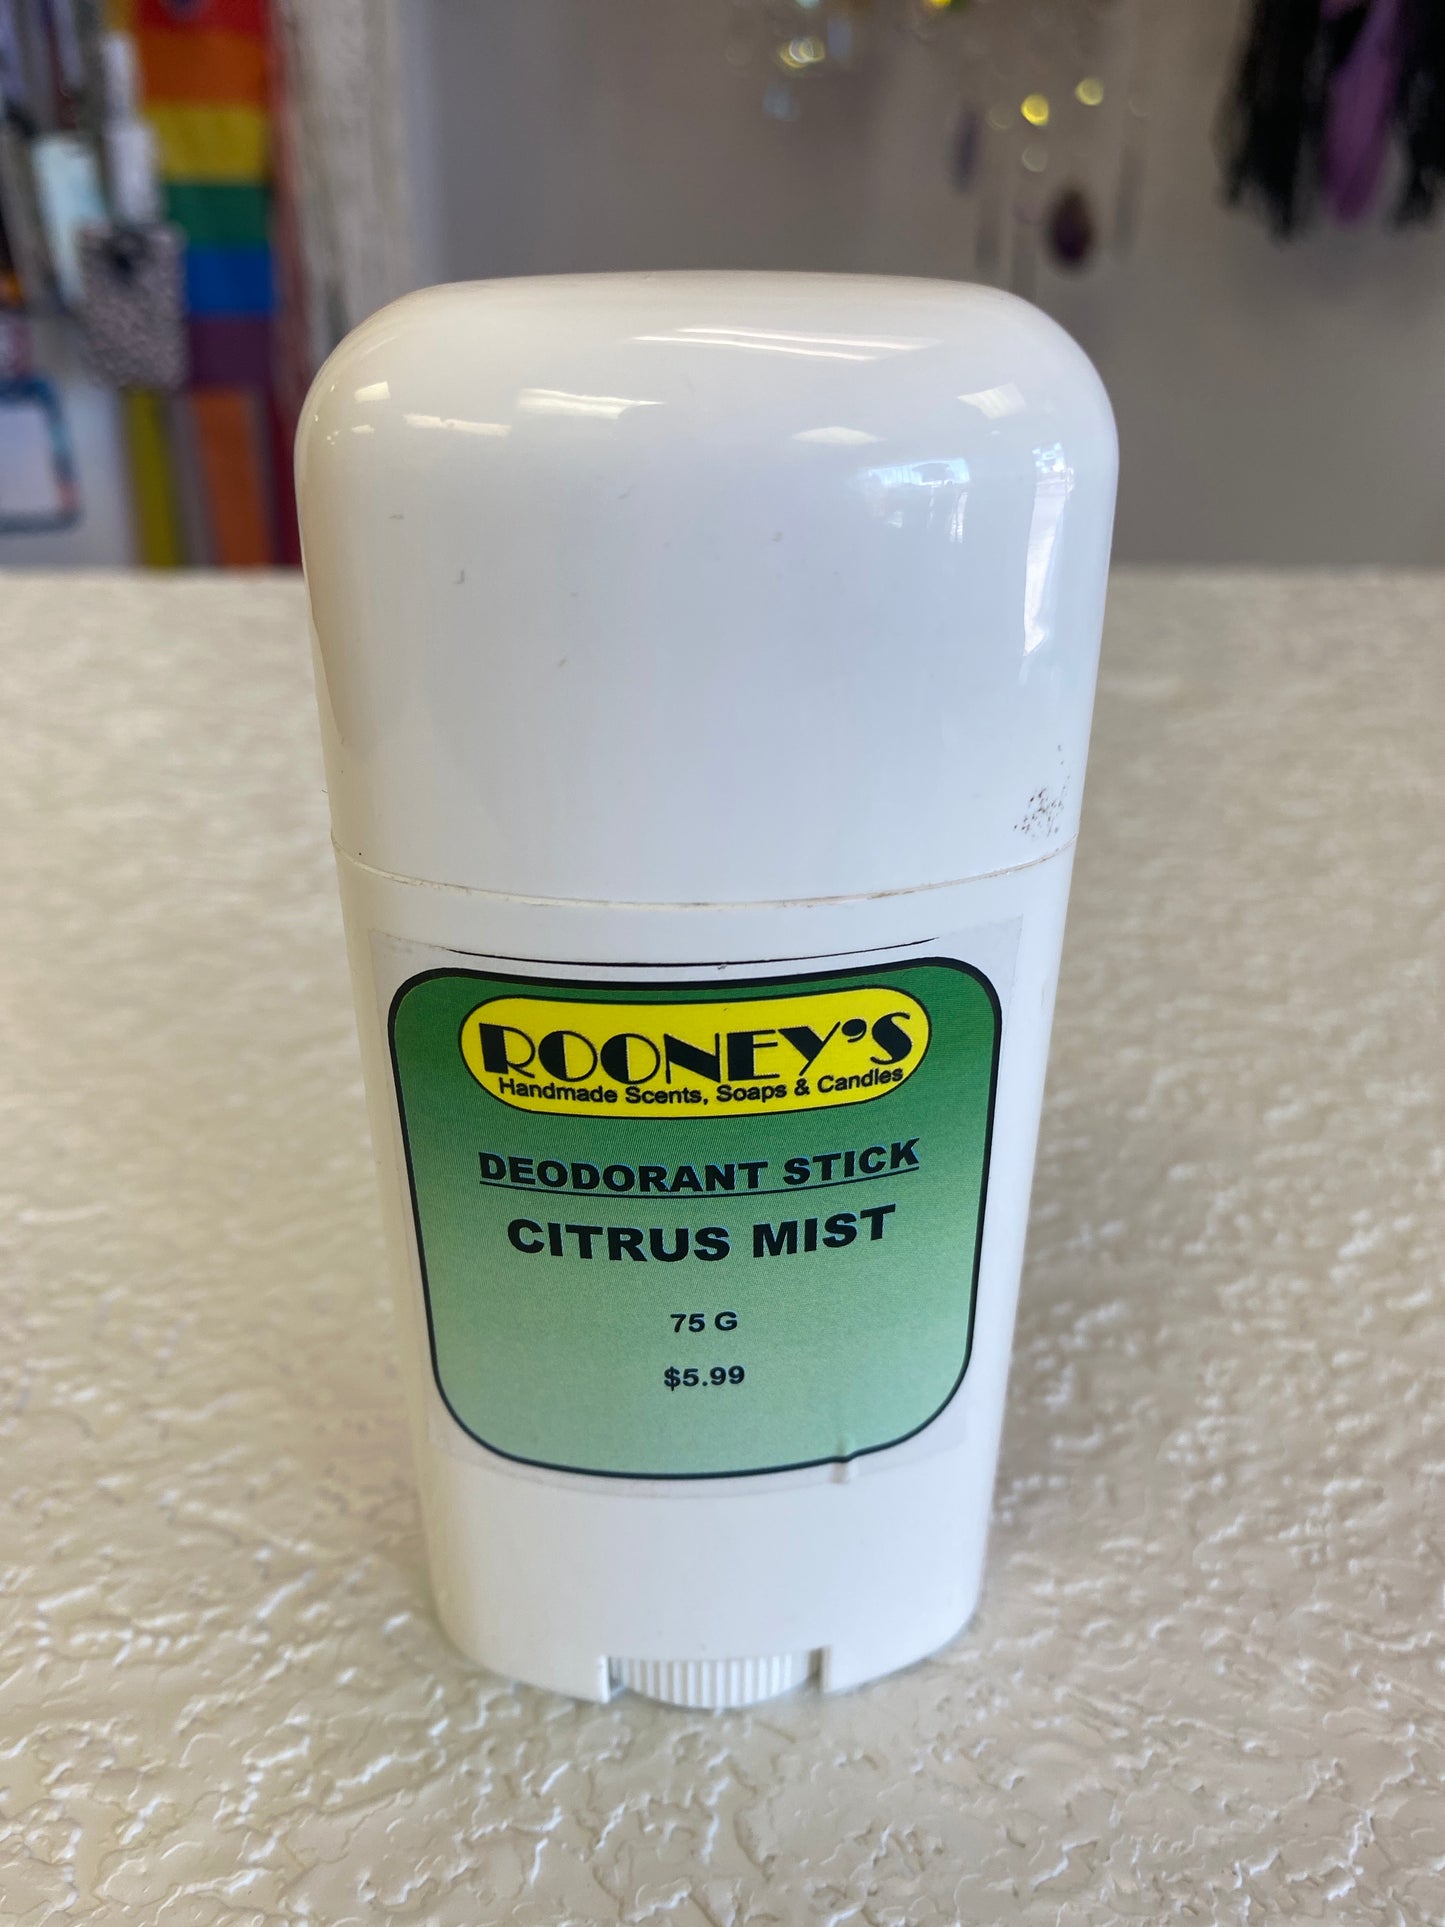 ROONEY'S
Handmade Scents, Soaps & Candles
DEODORANT STICK
CITRUS MIST
75 G
$5.99